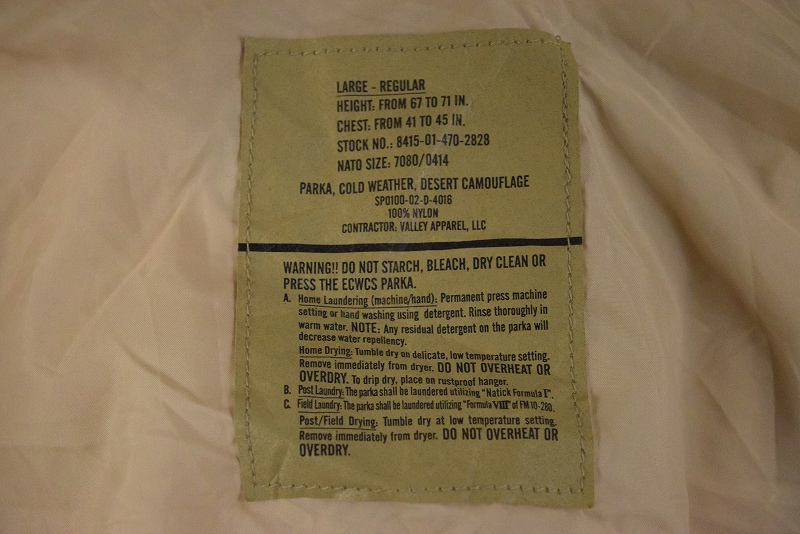 LARGE - REGULAR
HEIGHT: FROM 67 TO 71 IN.
CHEST: FROM 41 TO 45 IN.
STOCK NO.: 8415-01-470-2828
NATO SIZE: 7080/0414
PARKA, COLD WEATHER, DESERT CAMOUFLAGE
SPO100-02-D-4016
100% NYLON
CONTRACTOR: VALLEY APPAREL, LLC
WARNING!! DO NOT STARCH, BLEACH, DRY CLEAN OR
PRESS THE ECWCS PARKA.
A. Home Laundering (machine/hand): Permanent press machine
setting or hand washing using detergent. Rinse thoroughly in
warm water. NOTE: Any residual detergent on the parka will
decrease water repellency.
Home Drying: Tumble dry on delicate, low temperature setting.
Remove immediately from dryer. DO NOT OVERHEAT OR
OVERDRY. To drip dry, place on rustproof hanger.
B. Post Laundry: The parka shall be laundered utilizing "Natick Formula I".
C. Field Laundry: The parka shall be laundered utilizing "Formula VIII" of FM 10-280.
Post/Field Drying: Tumble dry at low temperature setting.
Remove immediately from dryer. DO NOT OVERHEAT OR
OVERDRY.